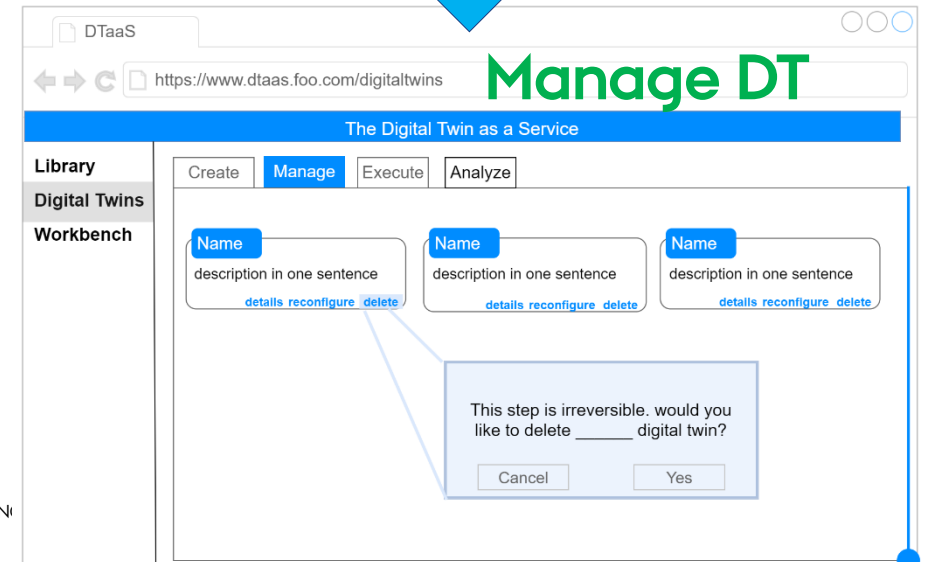 DTaaS
https://www.dtaas.foo.com/digitaltwins
Manage DT
The Digital Twin as a Service
Library
Digital Twins
Workbench
Create Manage Execute Analyze
Name
description in one sentence
details reconfigure delete
Name
description in one sentence
details reconfigure delete
Name
description in one sentence
details reconfigure delete
This step is irreversible. would you
like to delete ______ digital twin?
Cancel Yes